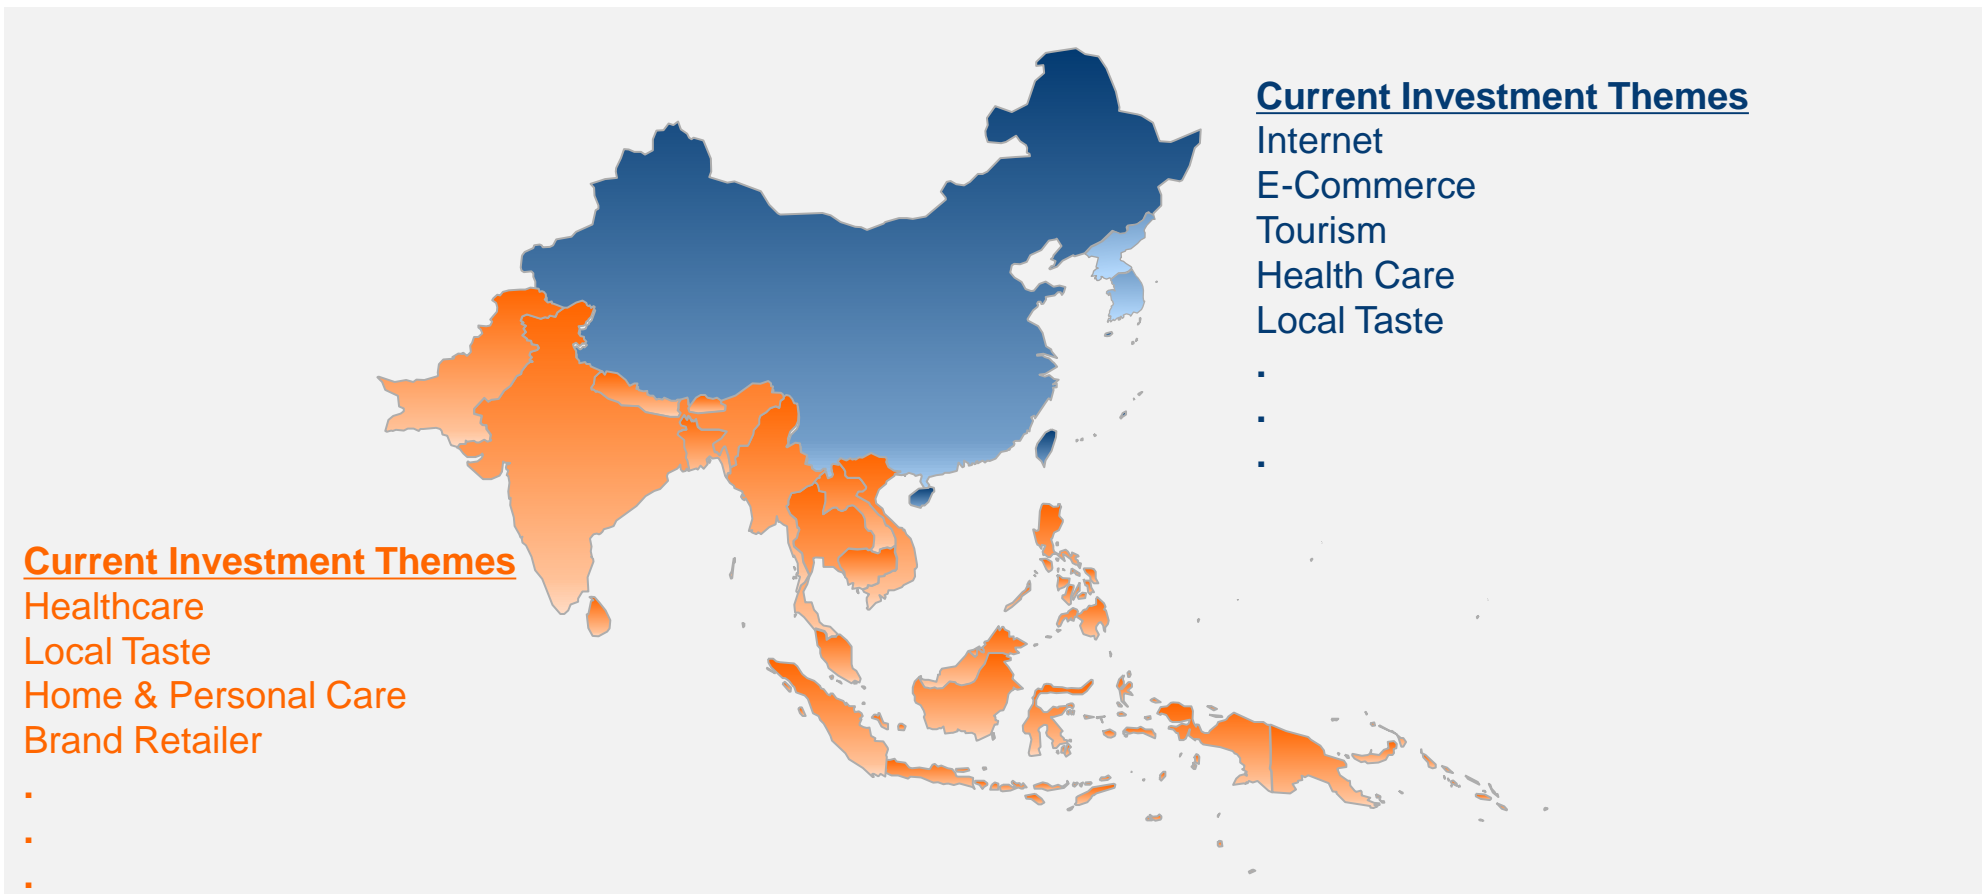 Current Investment Themes
Internet
E-Commerce
Tourism
Health Care
Local Taste
.
.
.
Current Investment Themes
Healthcare
Local Taste
Home & Personal Care
Brand Retailer
.
.
.